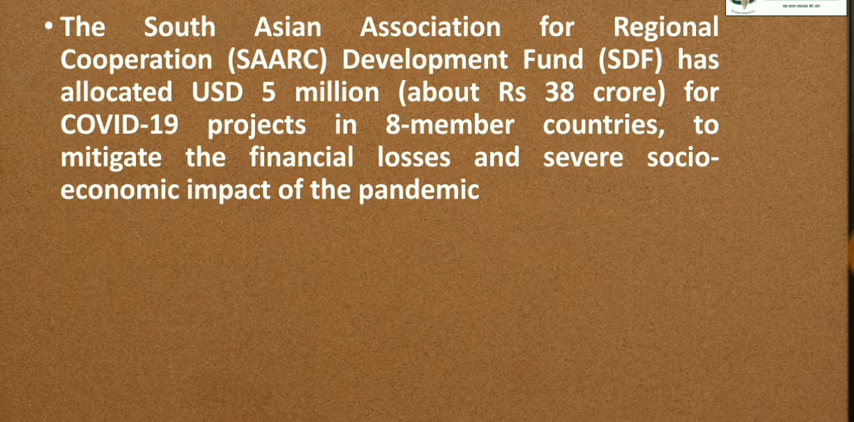 • The South Asian Association for Regional
Cooperation (SAARC) Development Fund (SDF) has
allocated USD 5 million (about Rs 38 crore) for
COVID-19 projects in 8-member countries, to
mitigate the financial losses and severe socio-
economic impact of the pandemic